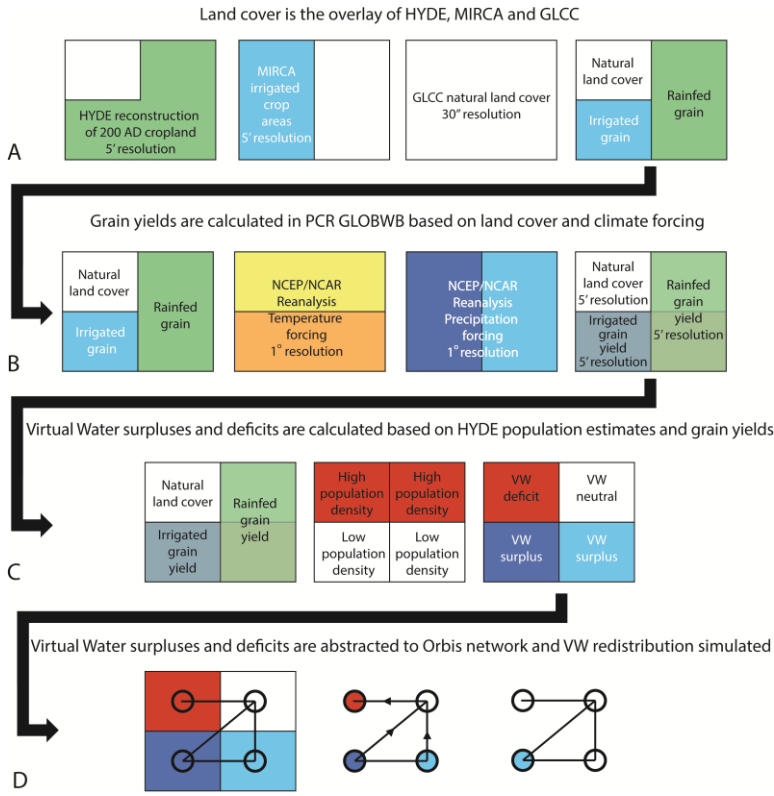 Land cover is the overlay of HYDE, MIRCA and GLCC
HYDE reconstruction
of 200 AD cropland
5’ resolution
MIRCA
irrigated
crop
areas
5’ resolution
GLCC natural land cover
30” resolution
Natural
land cover
Irrigated
grain
Rainfed
grain
A
Grain yields are calculated in PCR GLOBWB based on land cover and climate forcing
Natural
land cover
Irrigated
grain
Rainfed
grain
NCEP/NCAR
Reanalysis
Temperature
forcing
1° resolution
NCEP/NCAR
Reanalysis
Precipitation
forcing
1° resolution
Natural
land cover
5’ resolution
Irrigated
grain
yield
5’ resolution
Rainfed
grain
yield
5’ resolution
B
Virtual Water surpluses and deficits are calculated based on HYDE population estimates and grain yields
Natural
land cover
Irrigated
grain
yield
Rainfed
grain
yield
High
population
density
High
population
density
Low
population
density
Low
population
density
VW
deficit
VW
neutral
VW
surplus
VW
surplus
C
Virtual Water surpluses and deficits are abstracted to Orbis network and VW redistribution simulated
D